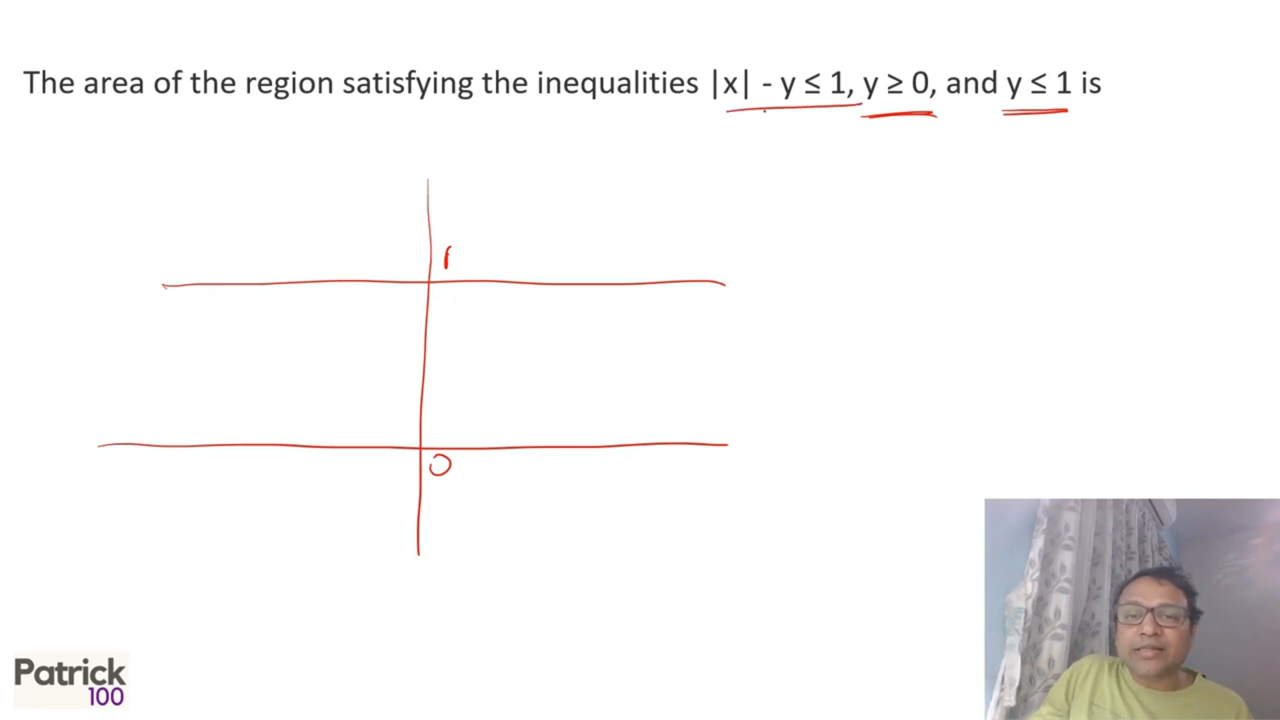 The area of the region satisfying the inequalities |x| - y ≤ 1, y ≥ 0, and y ≤ 1 is
1
0
Patrick
100